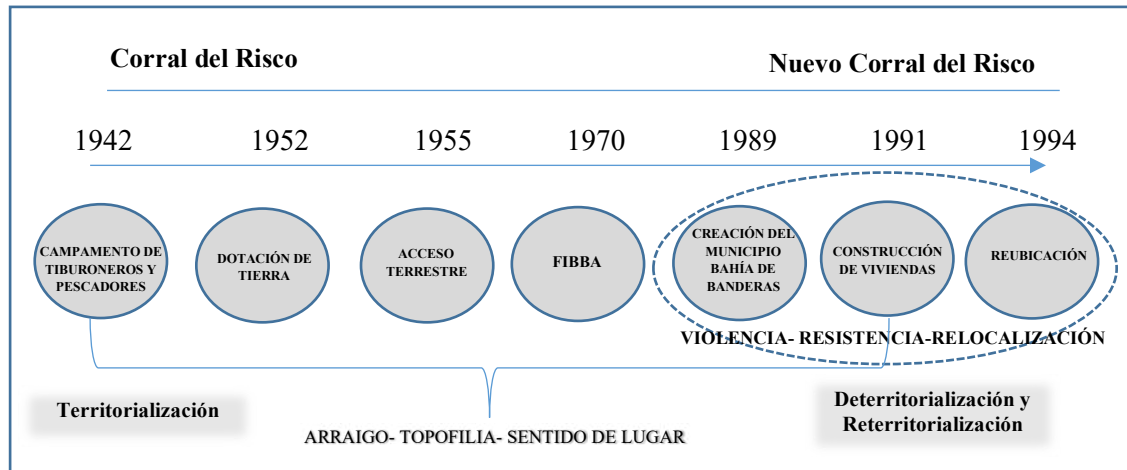 Corral del Risco
Nuevo Corral del Risco
1942
1952
1955
1970
1989
1991
1994
CAMPAMENTO DE
TIBURONEROS Y
PESCADORES
DOTACIÓN DE
TIERRA
ACCESO
TERRESTRE
FIBBA
CREACIÓN DEL
MUNICIPIO
BAHÍA DE
BANDERAS
CONSTRUCCIÓN
DE VIVIENDAS
REUBICACIÓN
VIOLENCIA- RESISTENCIA-RELOCALIZACIÓN
Territorialización
ARRAIGO- TOPOFILIA- SENTIDO DE LUGAR
Deterritorialización y
Reterritorialización